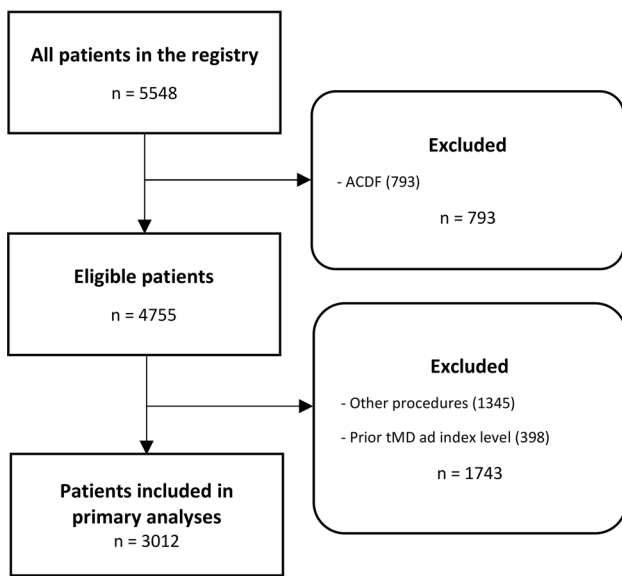 All patients in the registry
n = 5548
Excluded
- ACDF (793)
n = 793
Eligible patients
n = 4755
Excluded
- Other procedures (1345)
- Prior tMD ad index level (398)
n = 1743
Patients included in
primary analyses
n = 3012